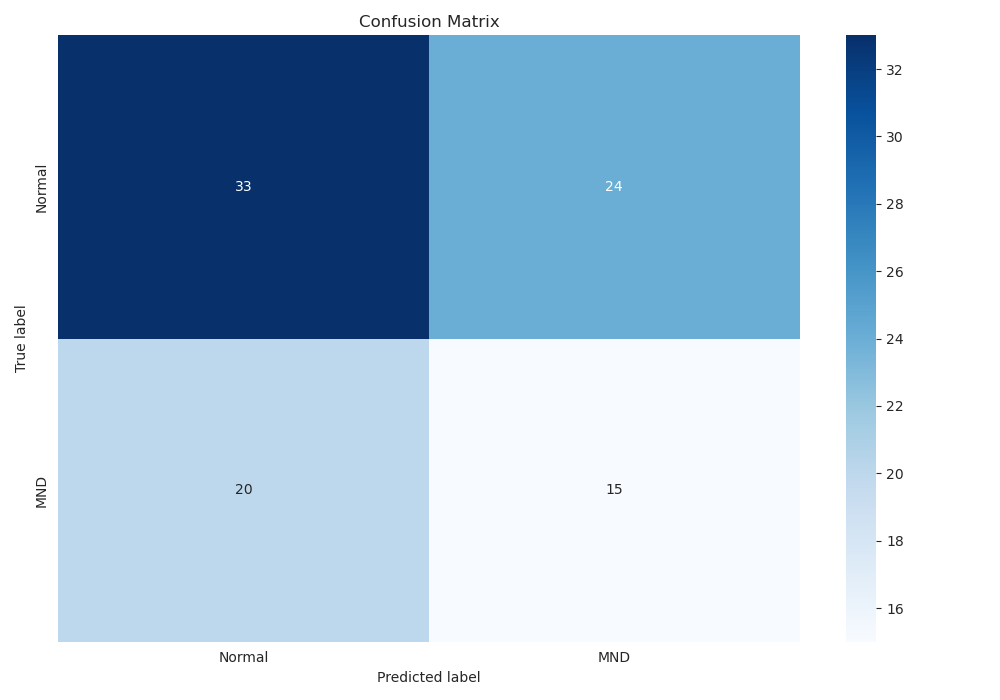 Confusion Matrix
True label
Normal
MND
33
24
20
15
Normal
MND
Predicted label
32
30
28
26
24
22
20
18
16